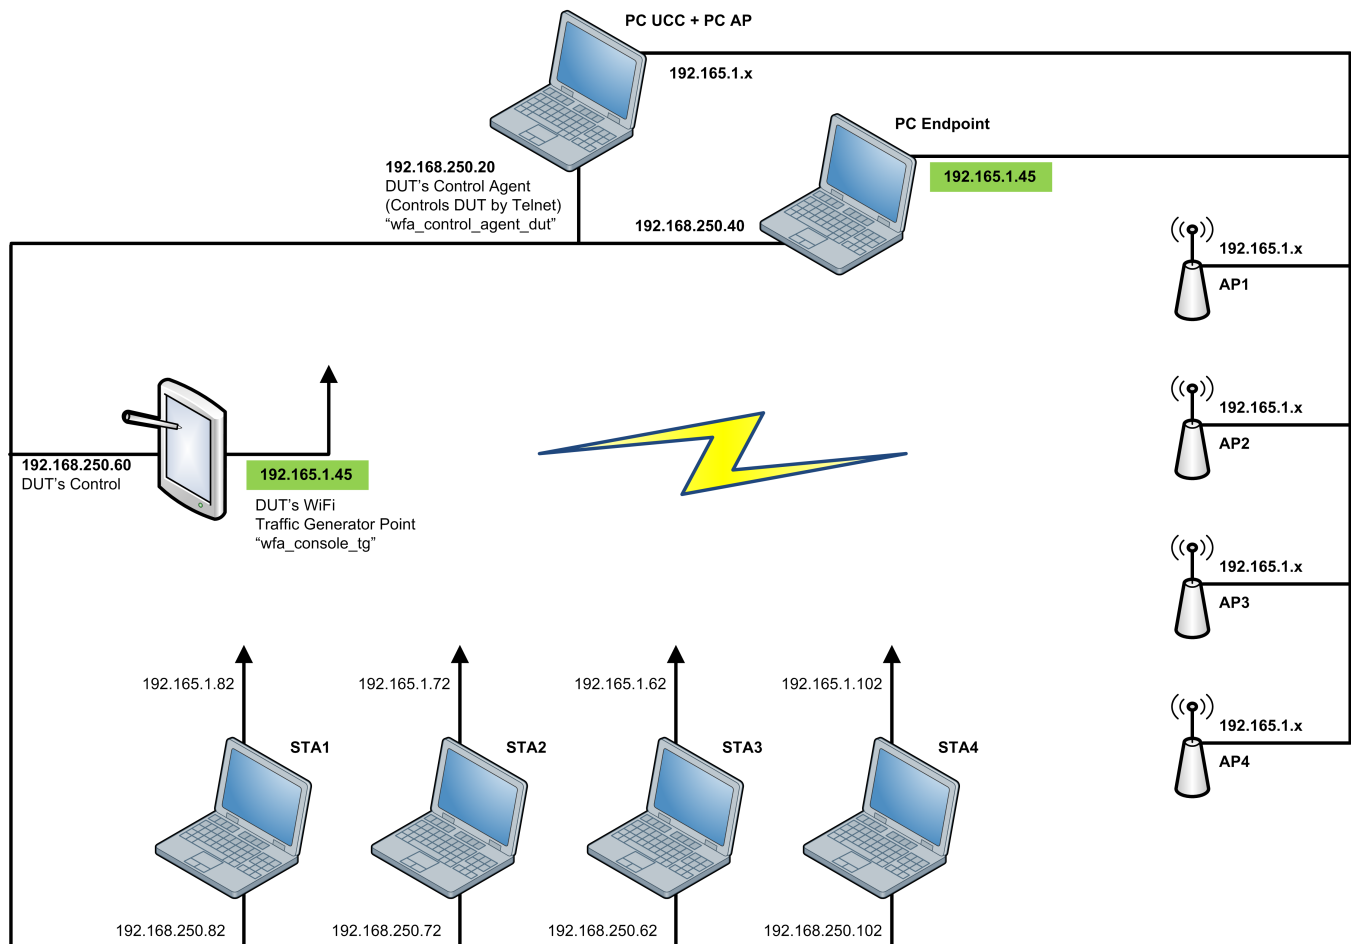 PC UCC + PC AP
192.165.1.x
PC Endpoint
192.168.250.20
DUT’s Control Agent
(Controls DUT by Telnet)
“wfa_control_agent_dut”
192.165.1.45
192.168.250.40
192.165.1.x
AP1
192.165.1.x
AP2
192.168.250.60
DUT’s Control
192.165.1.45
DUT’s WiFi
Traffic Generator Point
“wfa_console_tg”
192.165.1.x
AP3
192.165.1.82
192.165.1.72
192.165.1.62
192.165.1.102
192.165.1.x
AP4
STA1
STA2
STA3
STA4
192.168.250.82
192.168.250.72
192.168.250.62
192.168.250.102